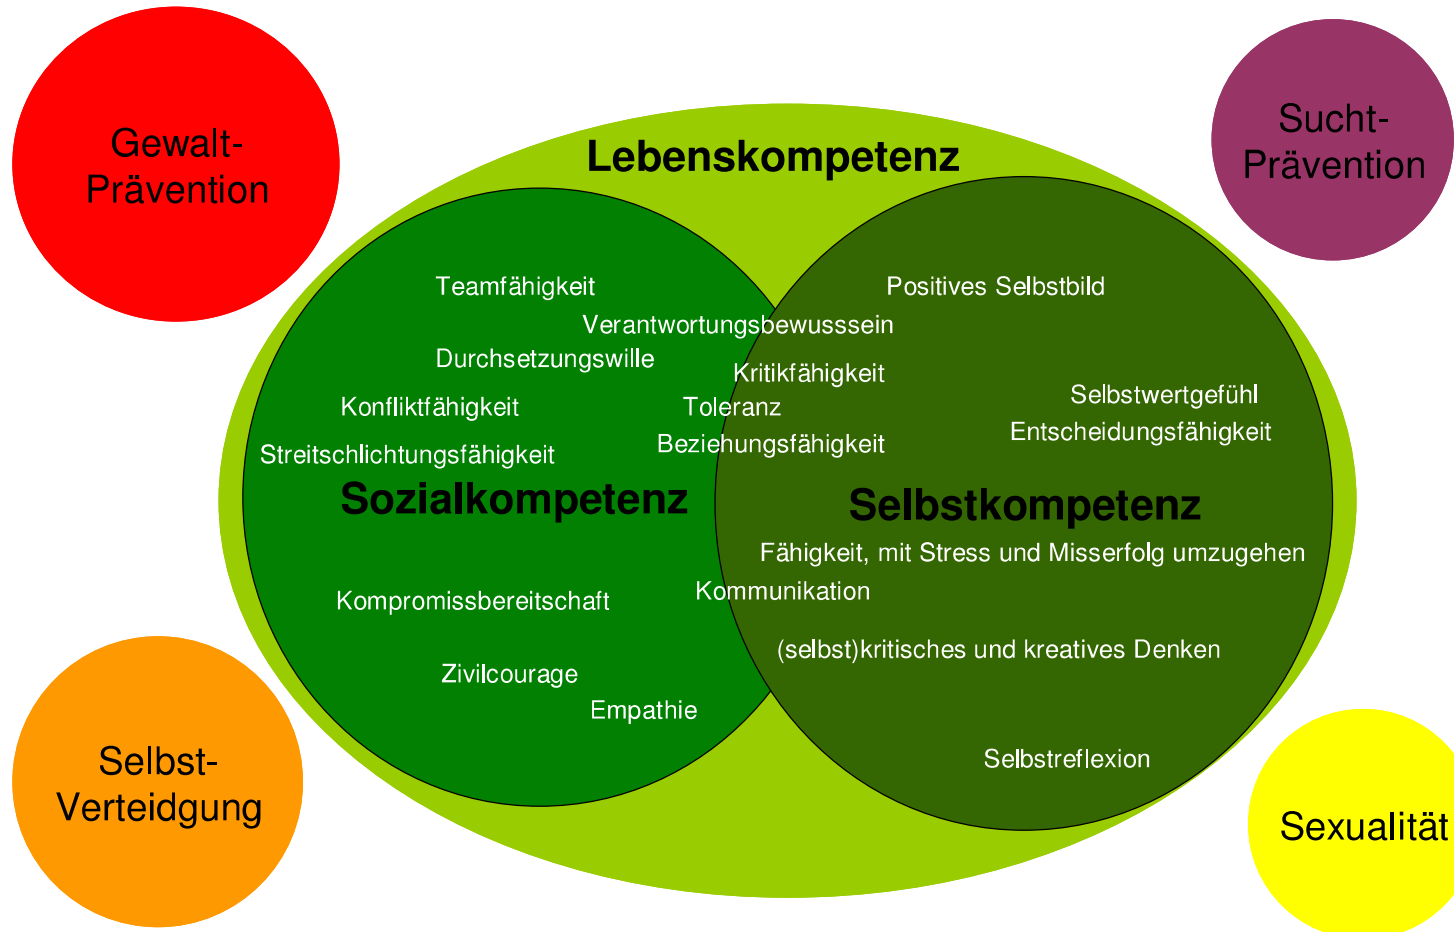 Gewalt-
Prävention
Sucht-
Prävention
Lebenskompetenz
Teamfähigkeit
Positives Selbstbild
Verantwortungsbewusssein
Durchsetzungswille
Kritikfähigkeit
Selbstwertgefühl
Konfliktfähigkeit
Toleranz
Entscheidungsfähigkeit
Beziehungsfähigkeit
Streitschlichtungsfähigkeit
Sozialkompetenz
Selbstkompetenz
Fähigkeit, mit Stress und Misserfolg umzugehen
Kommunikation
Kompromissbereitschaft
(selbst)kritisches und kreatives Denken
Zivilcourage
Empathie
Selbstreflexion
Selbst-
Verteidgung
Sexualität